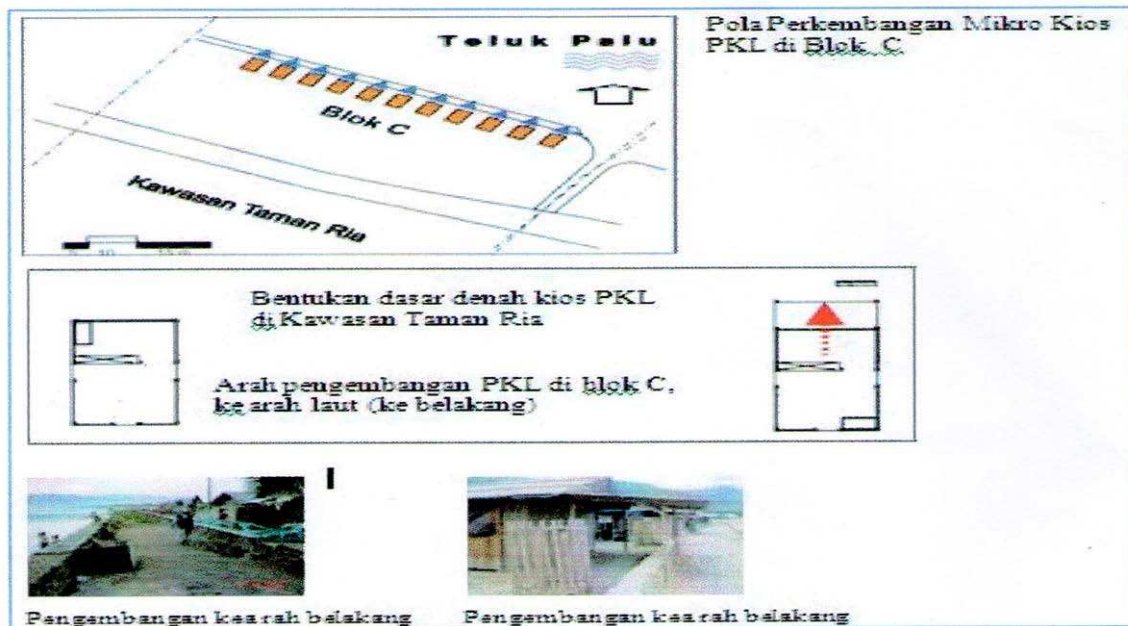 Teluk Palu
Blok C
Kawasan Taman Ria
Pola Perkembangan Mikro Kios
PKL di Blok C
Bentukan dasar denah kios PKL
di Kawasan Taman Ria
Arah pengembangan PKL di blok C,
ke arah laut (ke belakang)
Pengembangan kearah belakang
Pengembangan kearah belakang